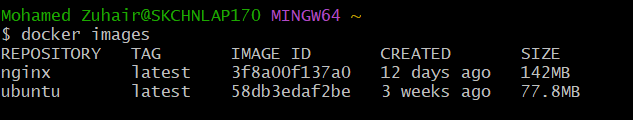 Mohamed Zuhair@SKCHNLAP170 MINGW64 ~
$ docker images
REPOSITORY   TAG       IMAGE ID       CREATED       SIZE
nginx        latest    3f8a00f137a0   12 days ago   142MB
ubuntu       latest    58db3edaf2be   3 weeks ago   77.8MB